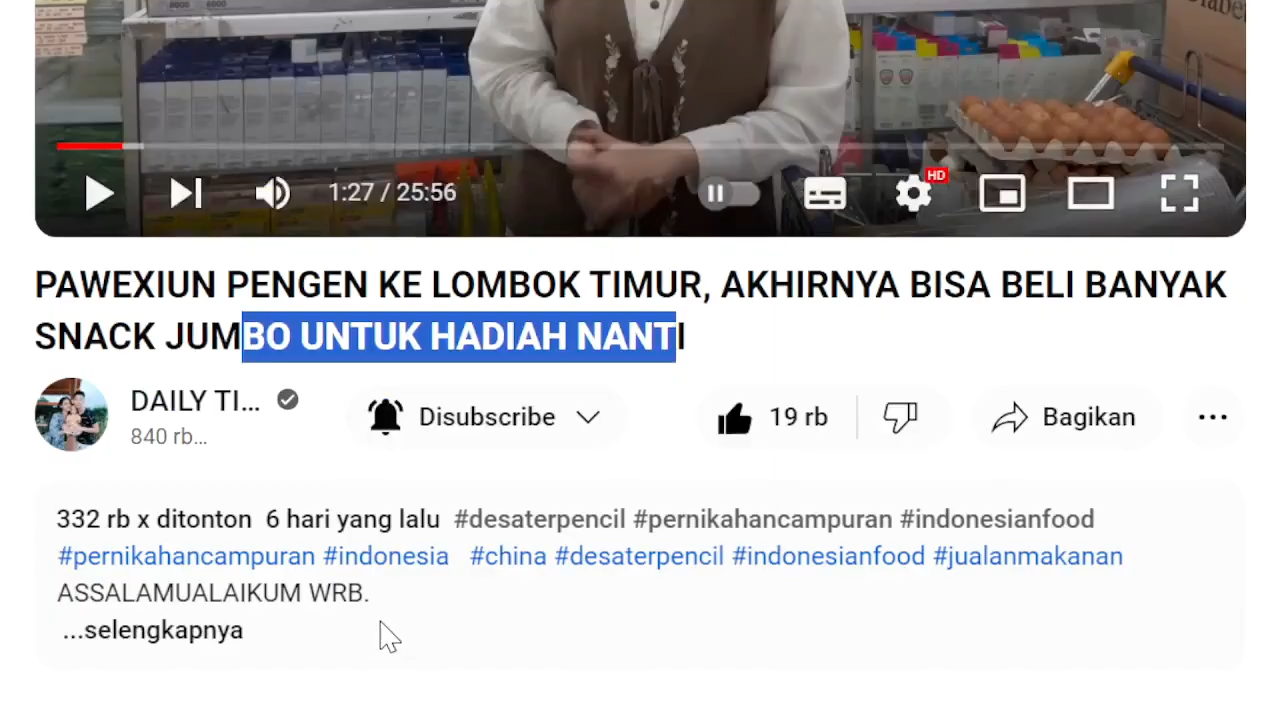 HD
1:27 / 25:56
PAWEXIUN PENGEN KE LOMBOK TIMUR, AKHIRNYA BISA BELI BANYAK
SNACK JUMBO UNTUK HADIAH NANTI
DAILY TI...
840 rb...
Disubscribe
19 rb
Bagikan
332 rb x ditonton 6 hari yang lalu #desaterpencil #pernikahancampuran #indonesianfood
#pernikahancampuran #indonesia #china #desaterpencil #indonesianfood #jualanmakanan
ASSALAMUALAIKUM WRB.
...selengkapnya